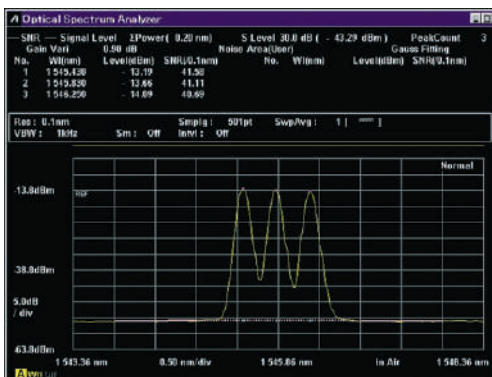 Optical Spectrum Analyzer
SNR — Signal Level ΣPower( 0.20 nm) S Level 30.0 dB ( - 43.29 dBm ) PeakCount 3
Gain Vari 0.90 dB Noise Area(User) Gauss Fitting
No. Wl(nm) Level(dBm) SNR(/0.1nm) No. Wl(nm) Level(dBm) SNR(/0.1nm)
1 1 545.430 - 13.19 41.58
2 1 545.830 - 13.66 41.11
3 1 546.250 - 14.09 40.69
Res : 0.1nm Smplg : 501pt SwpAvg : 1 [ ]
VBW : 1kHz Sm : Off Intvl : Off
Normal
-13.8dBm
REF
-38.8dBm
5.0dB
/ div
-63.8dBm
1 543.36 nm 0.50 nm/div 1 545.86 nm in Air 1 548.36 nm